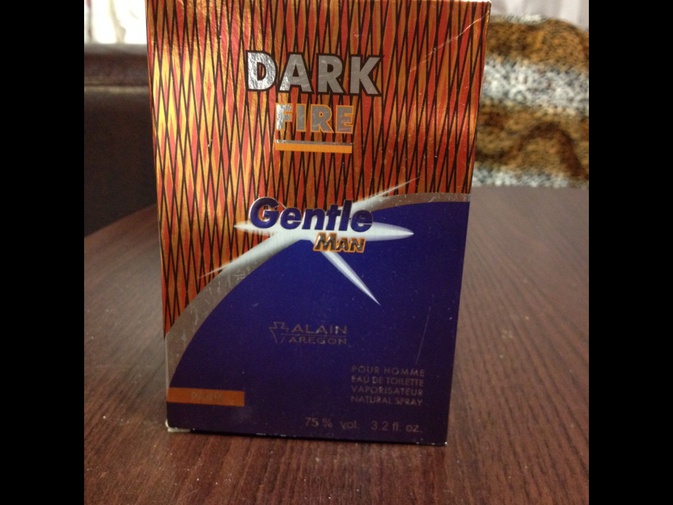 DARK
FIRE
Gentle
MAN
ALAIN
AREGON
POUR HOMME
EAU DE TOILETTE
VAPORISATEUR
NATURAL SPRAY
75% vol. 3.2 fl. oz.